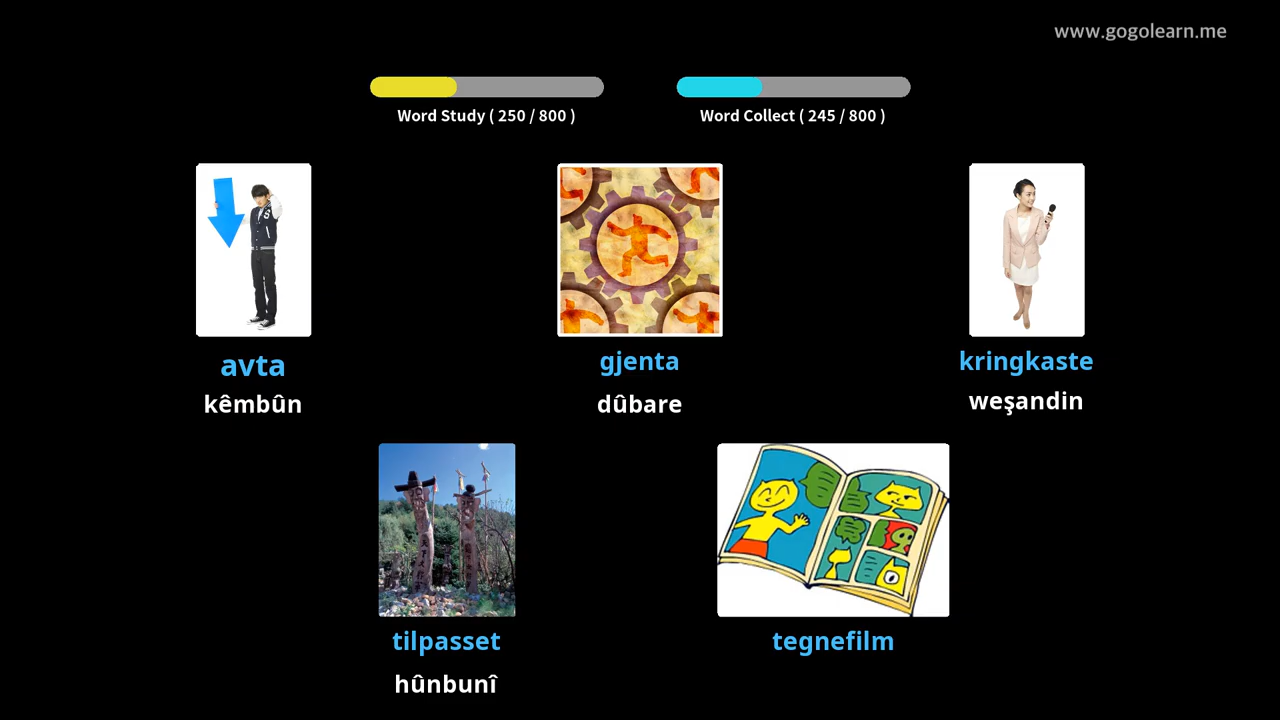 www.gogolearn.me
Word Study ( 250 / 800 )
Word Collect ( 245 / 800 )
avta
kêmbûn
gjenta
dûbare
kringkaste
weşandin
tilpasset
hûnbunî
tegnefilm